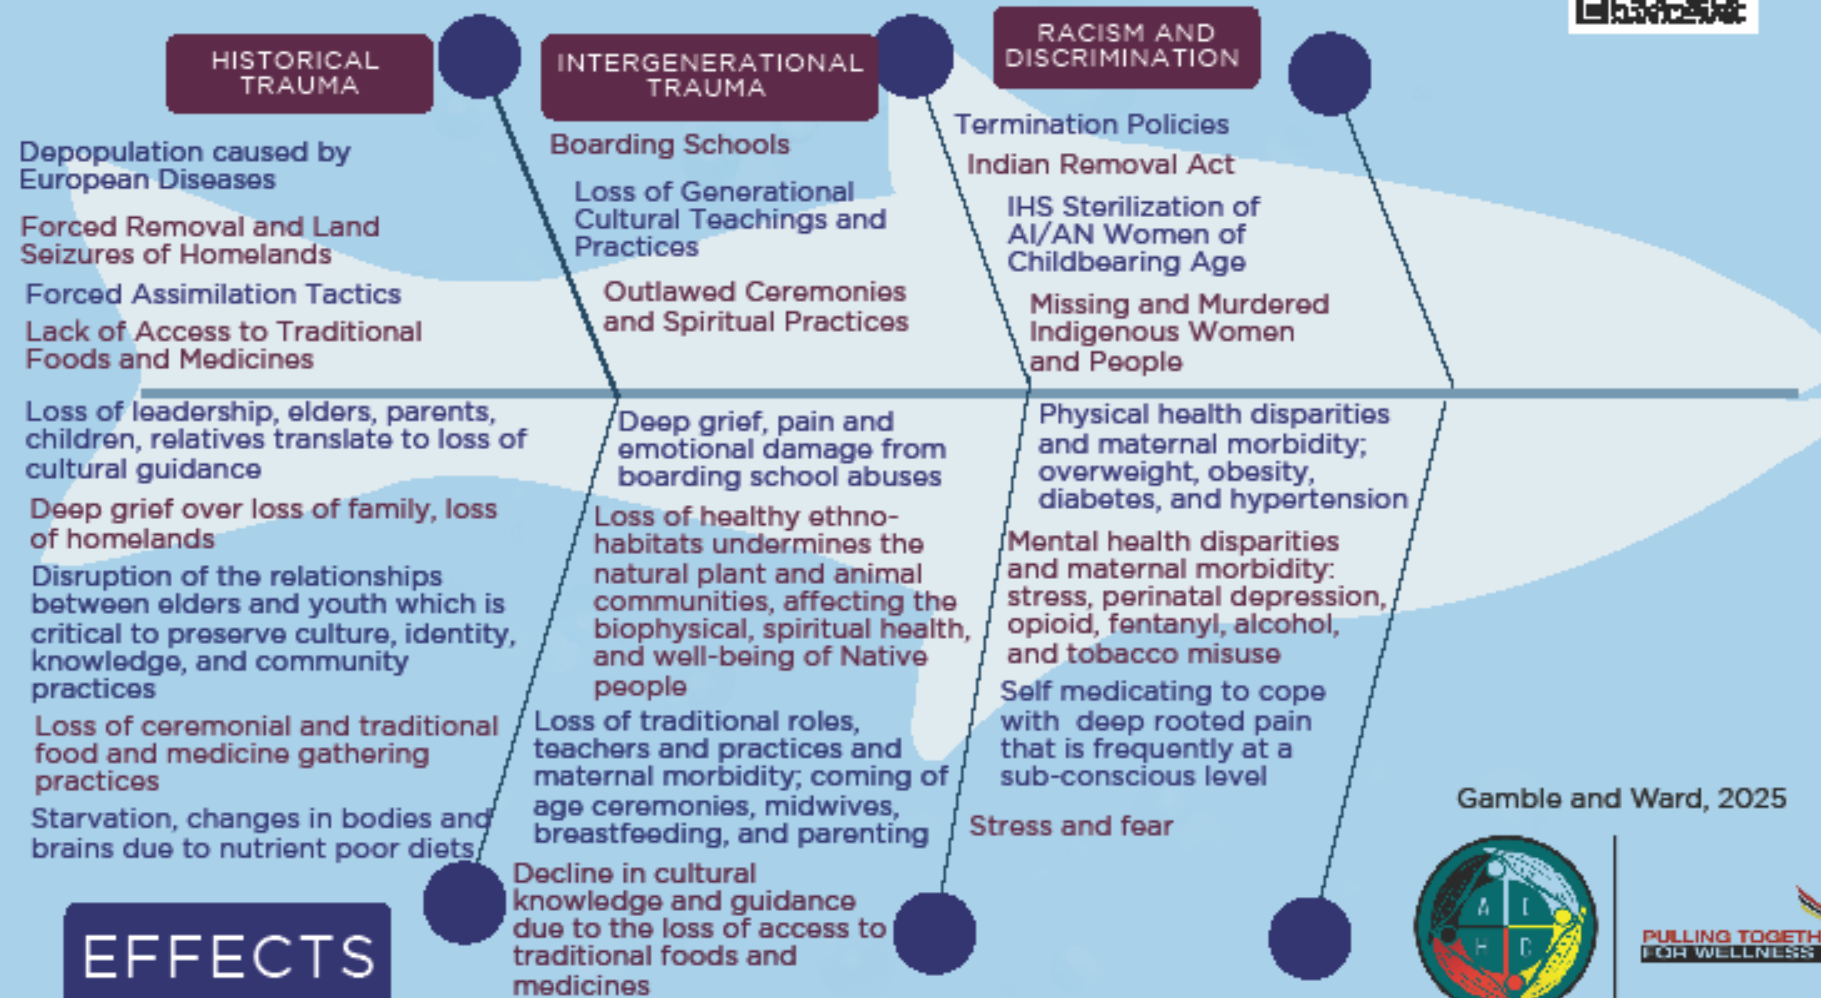 HISTORICAL
TRAUMA
Depopulation caused by
European Diseases
Forced Removal and Land
Seizures of Homelands
Forced Assimilation Tactics
Lack of Access to Traditional
Foods and Medicines
INTERGENERATIONAL
TRAUMA
Boarding Schools
Loss of Generational
Cultural Teachings and
Practices
Outlawed Ceremonies
and Spiritual Practices
RACISM AND
DISCRIMINATION
Termination Policies
Indian Removal Act
IHS Sterilization of
AI/AN Women of
Childbearing Age
Missing and Murdered
Indigenous Women
and People
Loss of leadership, elders, parents,
children, relatives translate to loss of
cultural guidance
Deep grief over loss of family, loss
of homelands
Disruption of the relationships
between elders and youth which is
critical to preserve culture, identity,
knowledge, and community
practices
Loss of ceremonial and traditional
food and medicine gathering
practices
Starvation, changes in bodies and
brains due to nutrient poor diets
Deep grief, pain and
emotional damage from
boarding school abuses
Loss of healthy ethno-
habitats undermines the
natural plant and animal
communities, affecting the
biophysical, spiritual health,
and well-being of Native
people
Loss of traditional roles,
teachers and practices and
maternal morbidity; coming of
age ceremonies, midwives,
breastfeeding, and parenting
Decline in cultural
knowledge and guidance
due to the loss of access to
traditional foods and
medicines
Physical health disparities
and maternal morbidity;
overweight, obesity,
diabetes, and hypertension
Mental health disparities
and maternal morbidity:
stress, perinatal depression,
opioid, fentanyl, alcohol,
and tobacco misuse
Self medicating to cope
with deep rooted pain
that is frequently at a
sub-conscious level
Stress and fear
EFFECTS
Gamble and Ward, 2025
A I
H C
PULLING TOGETH
FOR WELLNESS